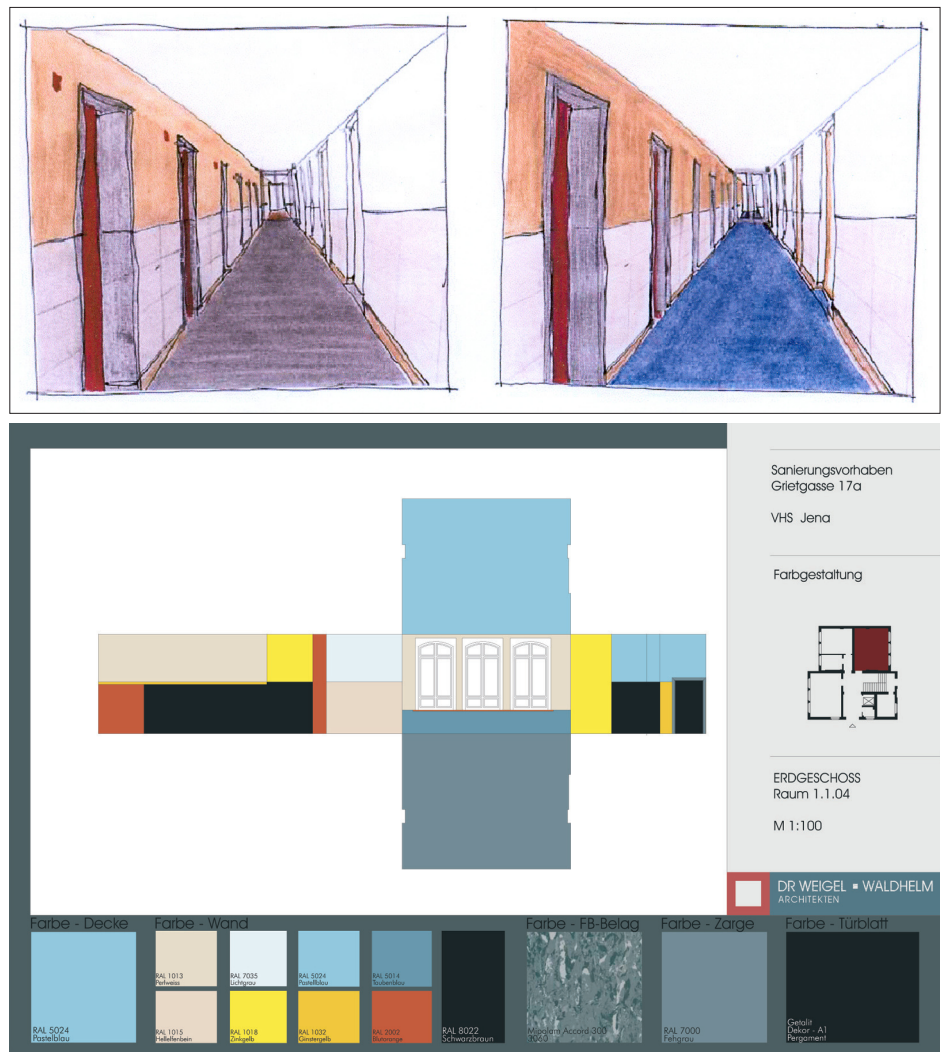 Sanierungsvorhaben
Grietgasse 17a
VHS Jena
Farbgestaltung
ERDGESCHOSS
Raum 1.1.04
M 1:100
DR WEIGEL ▪ WALDHELM
ARCHITEKTEN
Farbe - Decke
RAL 5024
Pastelblau
Farbe - Wand
RAL 1013
Perlweiss
RAL 7035
Lichtgrau
RAL 5024
Pastellblau
RAL 5014
Taubenblau
RAL 1015
Hellelfenbein
RAL 1018
Zinkgelb
RAL 1032
Ginstergelb
RAL 2002
Blutorange
RAL 8022
Schwarzbraun
Farbe - FB-Belag
Accord 300
Farbe - Zarge
RAL 7000
Fehgrau
Farbe - Türblatt
Getalit
Dekor - A1
Pergament